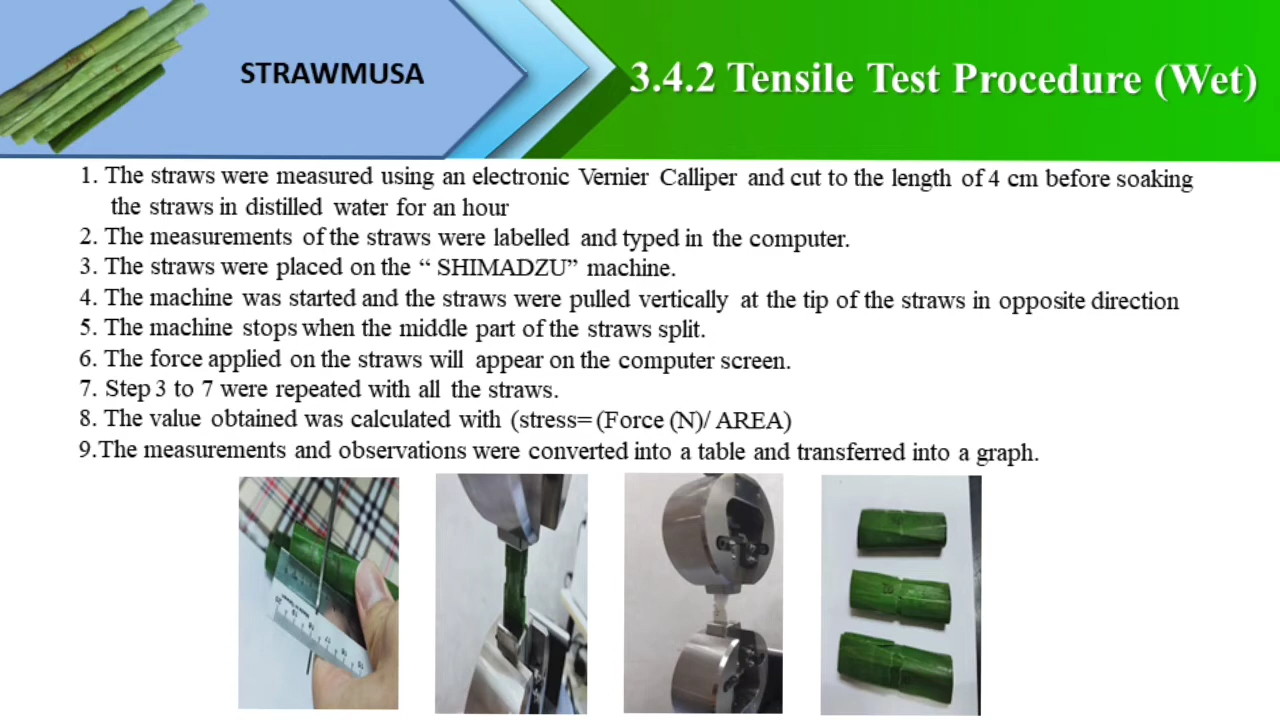 STRAWMUSA
3.4.2 Tensile Test Procedure (Wet)
1. The straws were measured using an electronic Vernier Calliper and cut to the length of 4 cm before soaking
the straws in distilled water for an hour
2. The measurements of the straws were labelled and typed in the computer.
3. The straws were placed on the “ SHIMADZU” machine.
4. The machine was started and the straws were pulled vertically at the tip of the straws in opposite direction
5. The machine stops when the middle part of the straws split.
6. The force applied on the straws will appear on the computer screen.
7. Step 3 to 7 were repeated with all the straws.
8. The value obtained was calculated with (stress= (Force (N)/ AREA)
9.The measurements and observations were converted into a table and transferred into a graph.